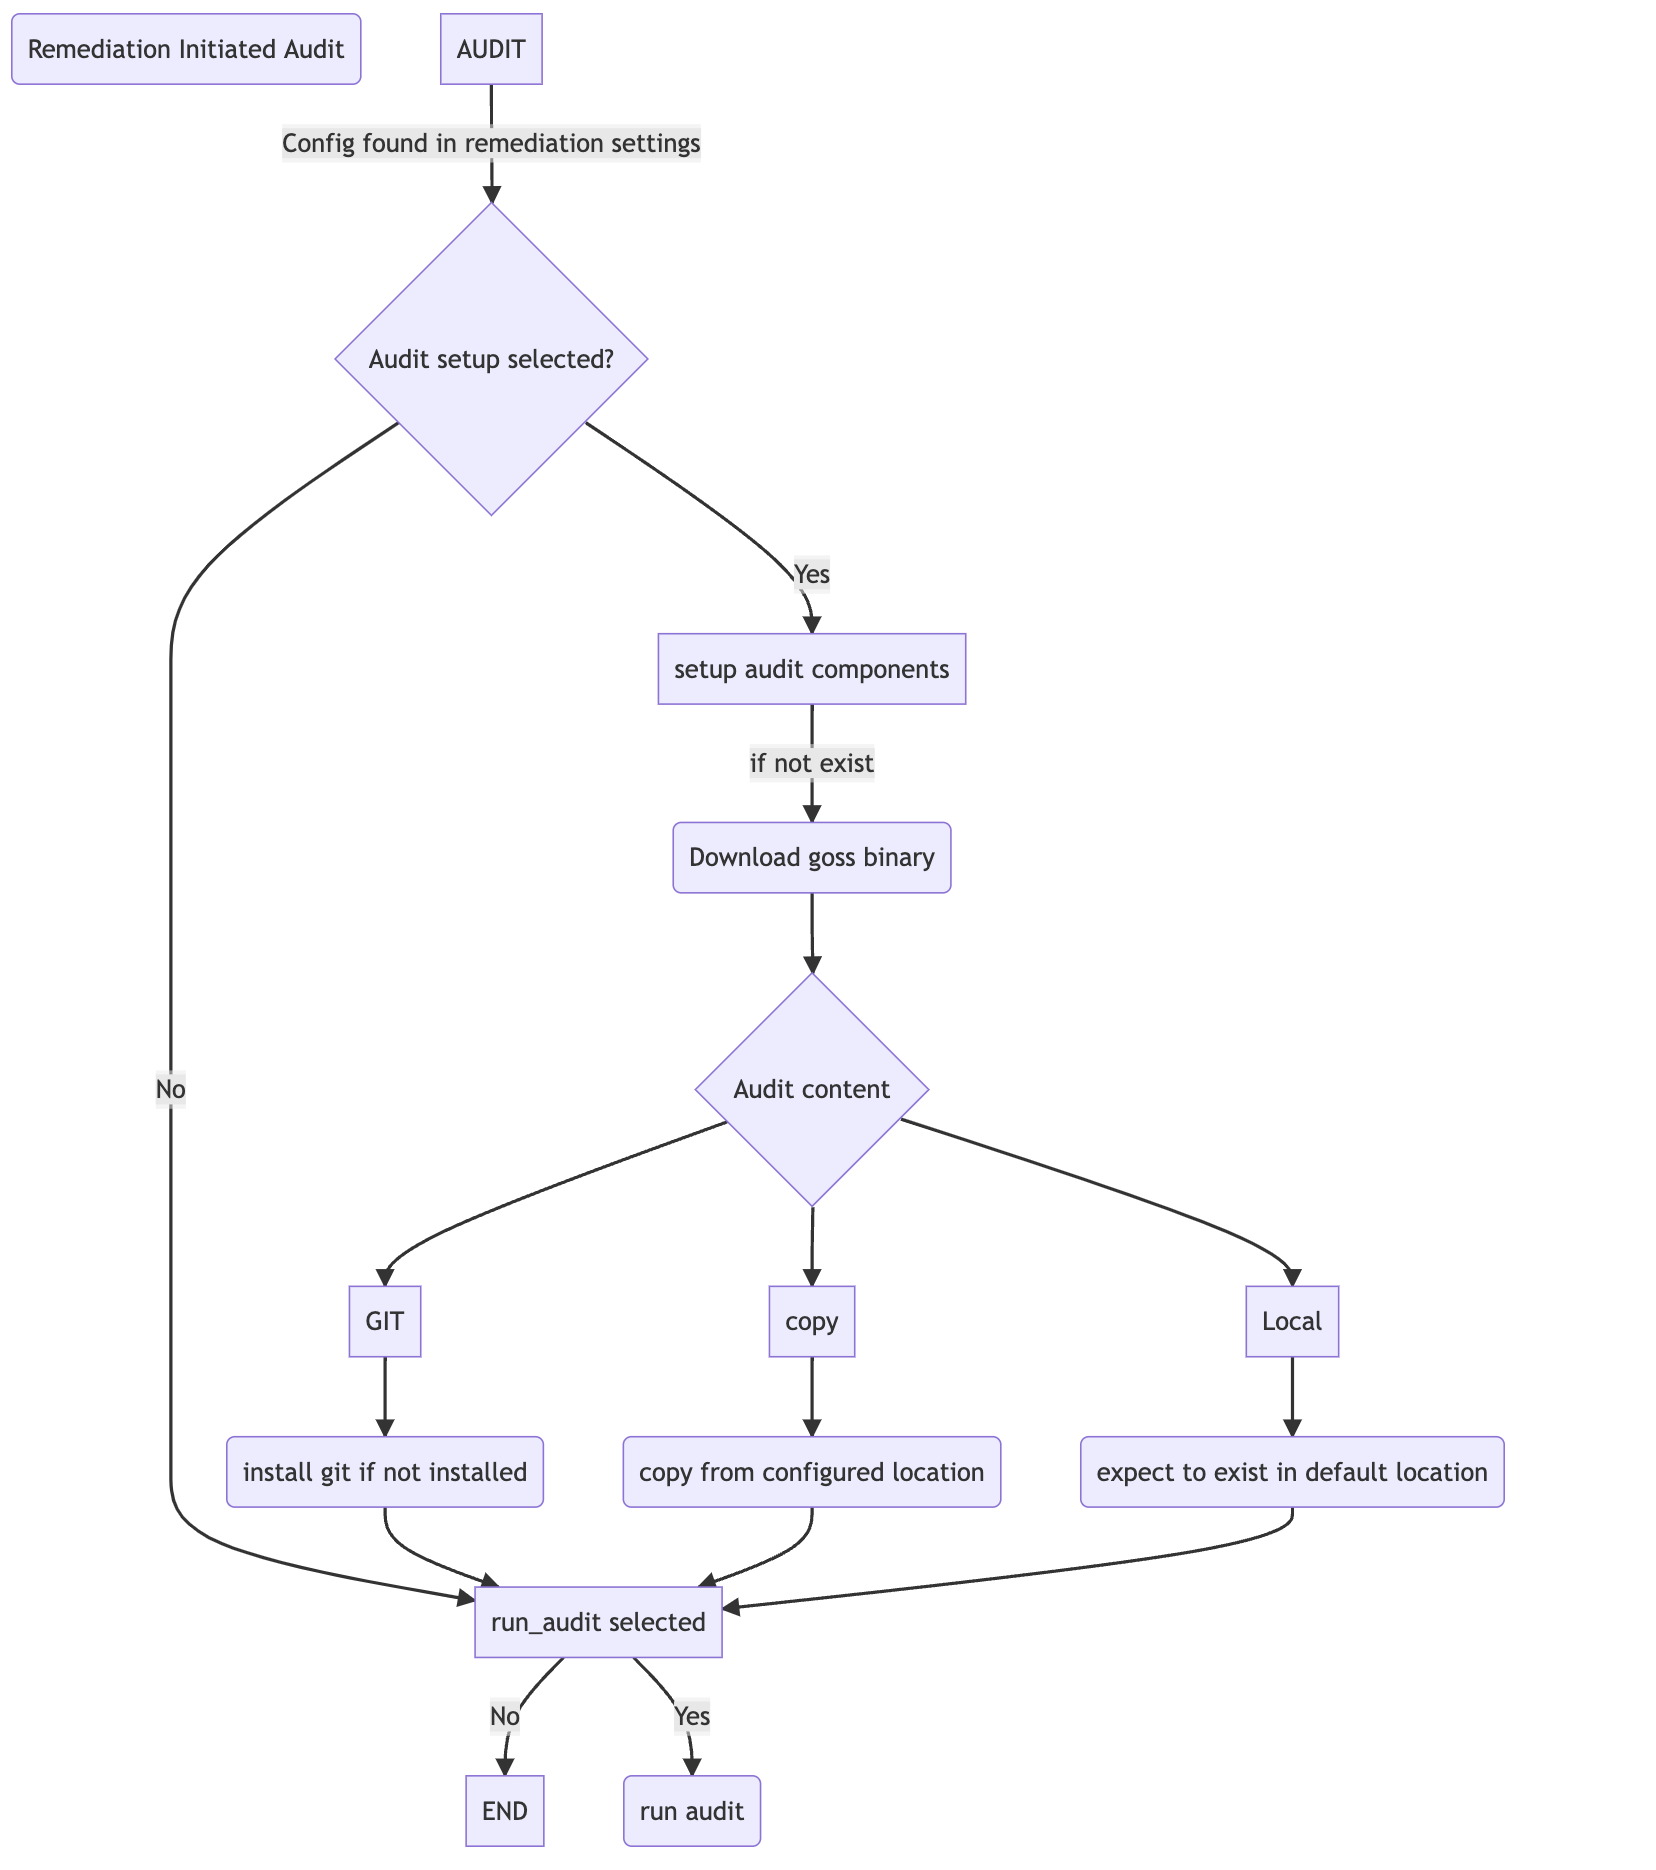 Remediation Initiated Audit
AUDIT
Config found in remediation settings
Audit setup selected?
Yes
setup audit components
if not exist
Download goss binary
No
Audit content
GIT
copy
Local
install git if not installed
copy from configured location
expect to exist in default location
run_audit selected
No
Yes
END
run audit